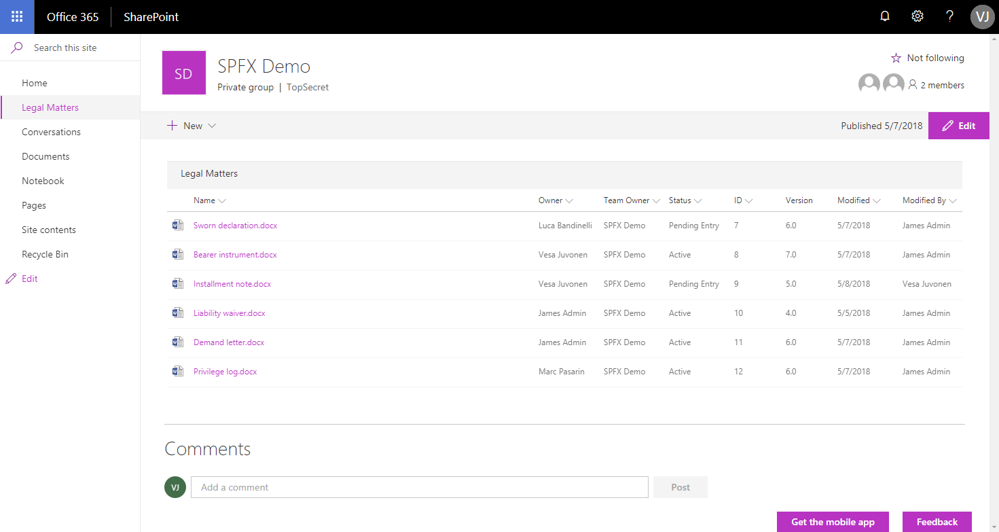 Office 365 SharePoint VJ
Search this site
Home
Legal Matters
Conversations
Documents
Notebook
Pages
Site contents
Recycle Bin
Edit
SD
SPFX Demo
Private group | TopSecret
Not following
2 members
New
Published 5/7/2018 Edit
Legal Matters
Name Owner Team Owner Status ID Version Modified Modified By
Sworn declaration.docx Luca Bandinelli SPFX Demo Pending Entry 7 6.0 5/7/2018 James Admin
Bearer instrument.docx Vesa Juvonen SPFX Demo Active 8 7.0 5/7/2018 James Admin
Installment note.docx Vesa Juvonen SPFX Demo Pending Entry 9 5.0 5/8/2018 Vesa Juvonen
Liability waiver.docx James Admin SPFX Demo Active 10 4.0 5/5/2018 James Admin
Demand letter.docx James Admin SPFX Demo Active 11 6.0 5/7/2018 James Admin
Privilege log.docx Marc Pasarin SPFX Demo Active 12 6.0 5/7/2018 James Admin
Comments
VJ Add a comment Post
Get the mobile app Feedback